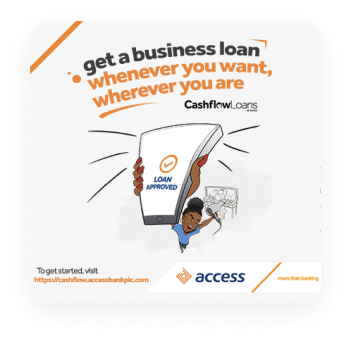 get a business loan
whenever you want,
wherever you are
CashflowLoans
LOAN
APPROVED
To get started, visit
https://cashflow.accessbankplc.com
access
more than banking